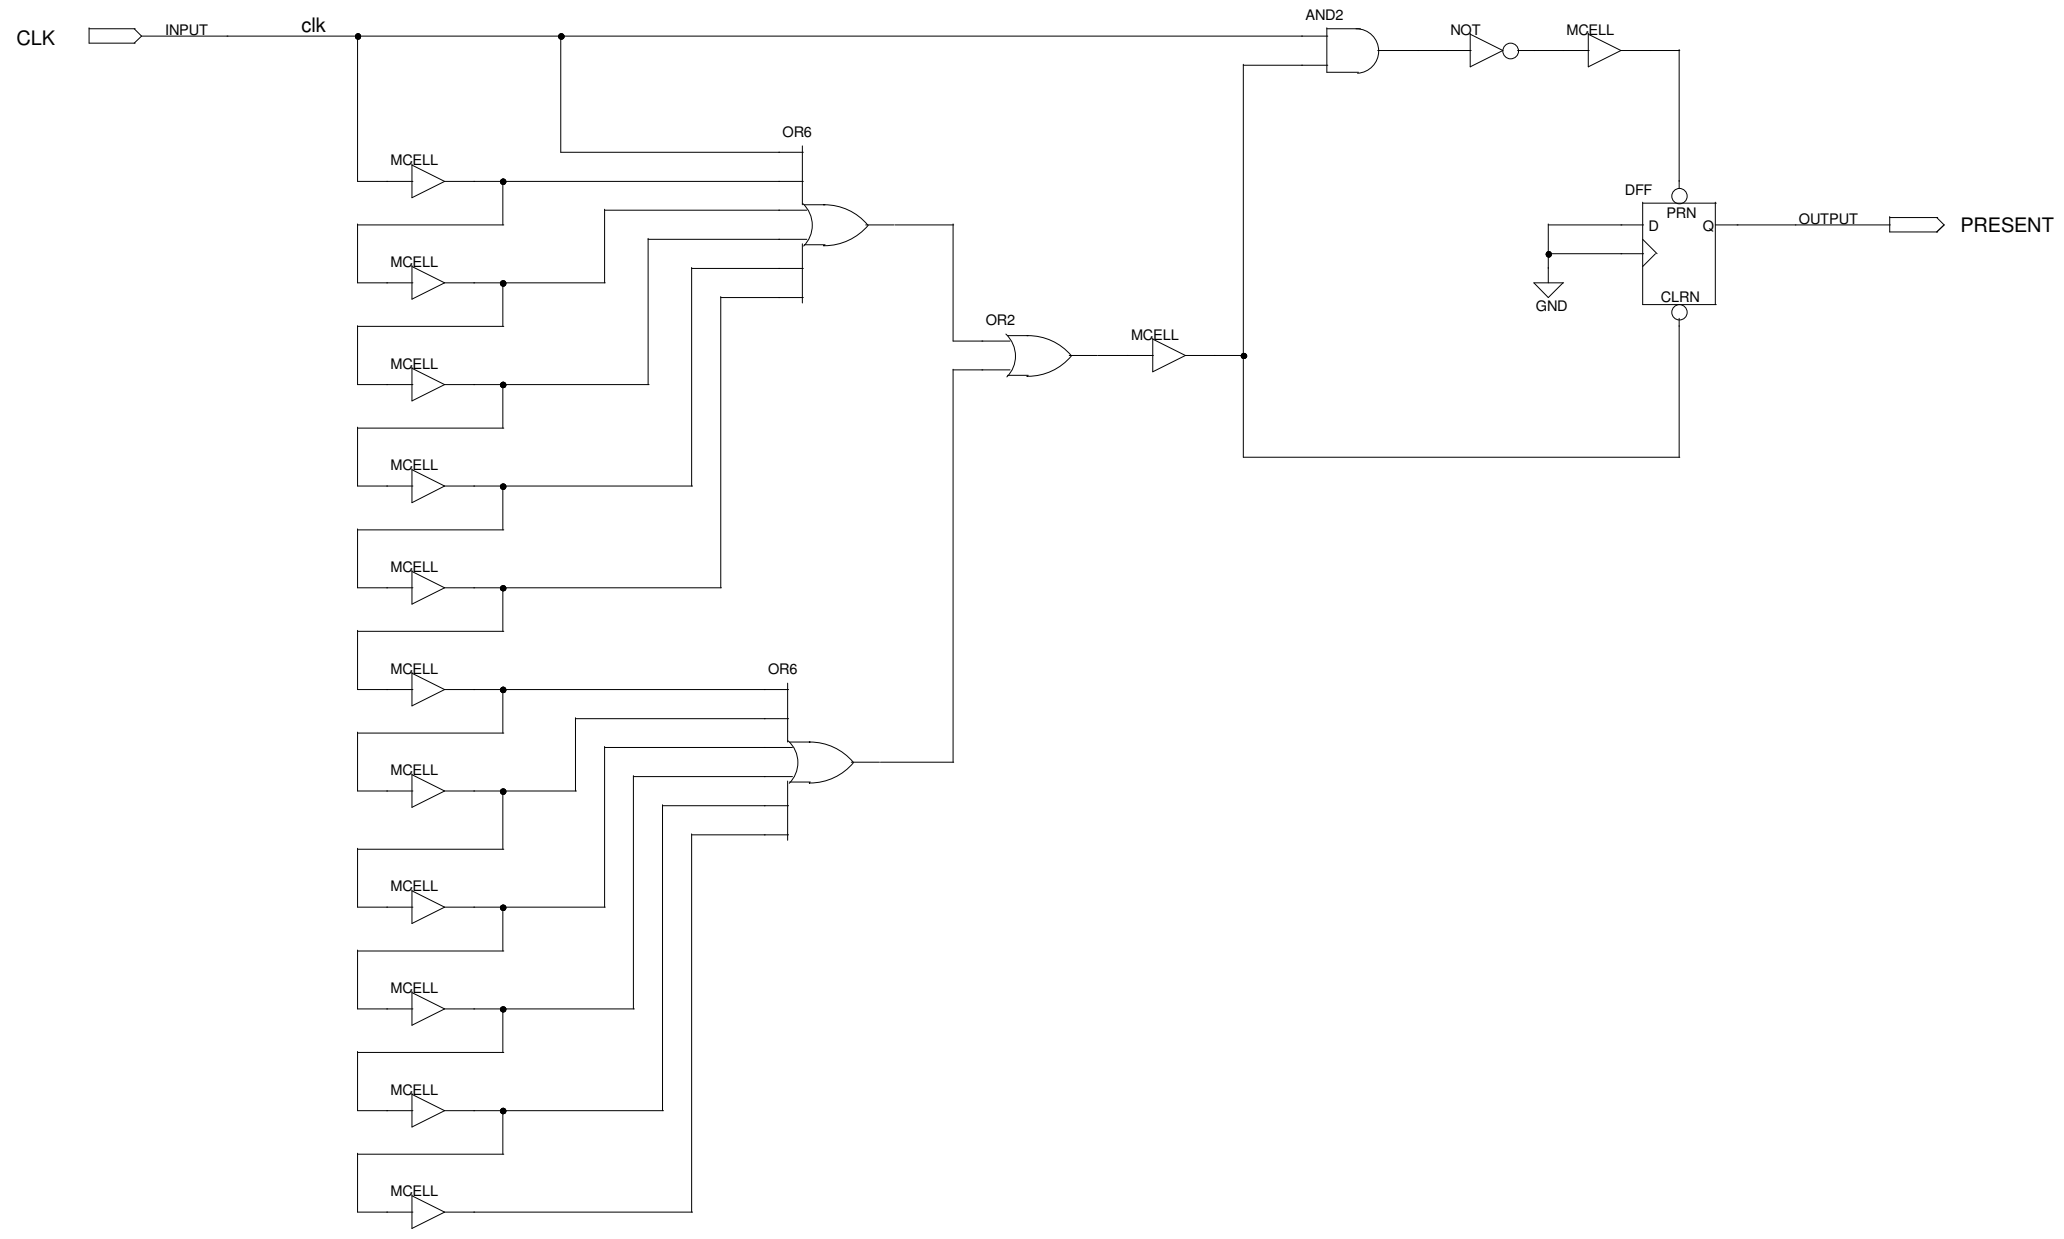 CLK
INPUT
clk
AND2
NOT
MCELL
OR6
MCELL
DFF
PRN
D
Q
OUTPUT
PRESENT
MCELL
CLRN
GND
OR2
MCELL
MCELL
MCELL
MCELL
OR6
MCELL
MCELL
MCELL
MCELL
MCELL
MCELL